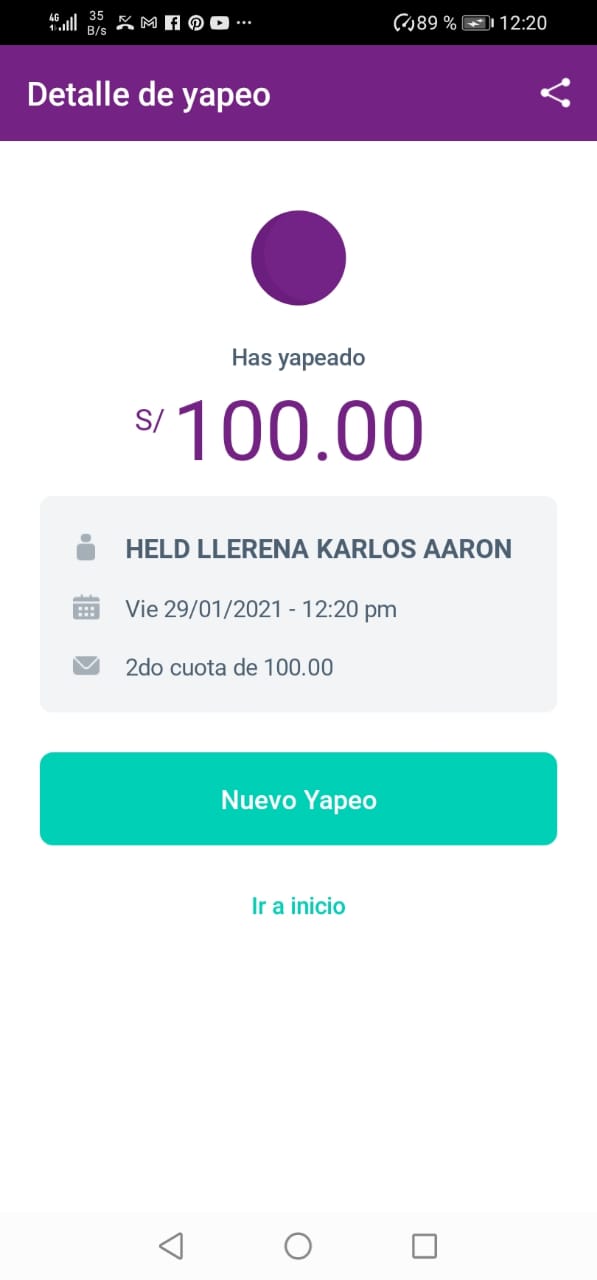 4G 35 B/s ... 89 % 12:20
Detalle de yapeo
Has yapeado
S/ 100.00
HELD LLERENA KARLOS AARON
Vie 29/01/2021 - 12:20 pm
2do cuota de 100.00
Nuevo Yapeo
Ir a inicio